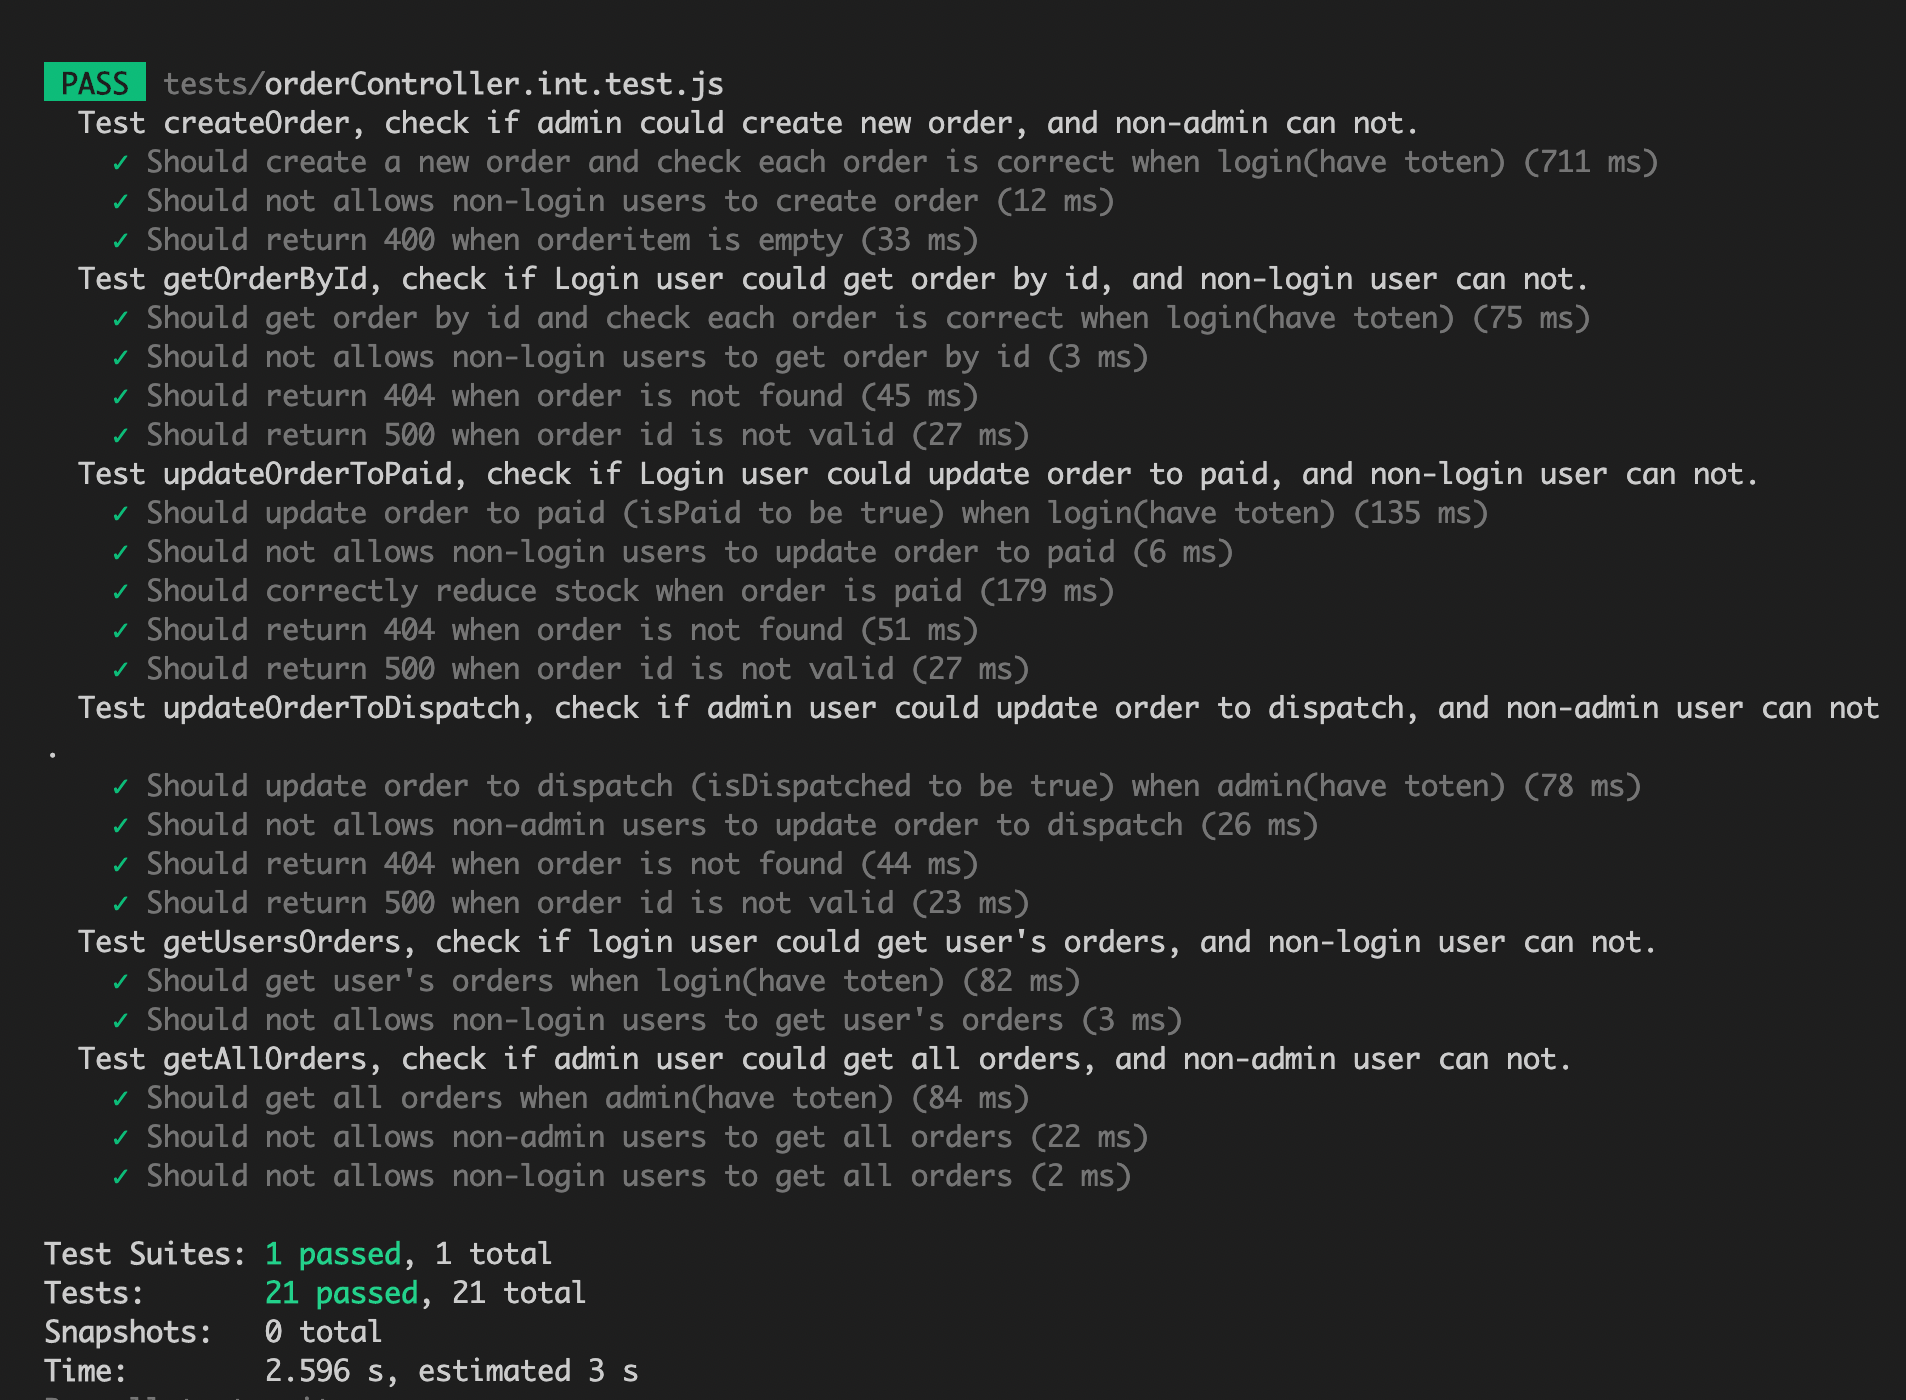 PASS tests/orderController.int.test.js
Test createOrder, check if admin could create new order, and non-admin can not.
✓ Should create a new order and check each order is correct when login(have toten) (711 ms)
✓ Should not allows non-login users to create order (12 ms)
✓ Should return 400 when orderitem is empty (33 ms)
Test getOrderById, check if Login user could get order by id, and non-login user can not.
✓ Should get order by id and check each order is correct when login(have toten) (75 ms)
✓ Should not allows non-login users to get order by id (3 ms)
✓ Should return 404 when order is not found (45 ms)
✓ Should return 500 when order id is not valid (27 ms)
Test updateOrderToPaid, check if Login user could update order to paid, and non-login user can not.
✓ Should update order to paid (isPaid to be true) when login(have toten) (135 ms)
✓ Should not allows non-login users to update order to paid (6 ms)
✓ Should correctly reduce stock when order is paid (179 ms)
✓ Should return 404 when order is not found (51 ms)
✓ Should return 500 when order id is not valid (27 ms)
Test updateOrderToDispatch, check if admin user could update order to dispatch, and non-admin user can not
.
✓ Should update order to dispatch (isDispatched to be true) when admin(have toten) (78 ms)
✓ Should not allows non-admin users to update order to dispatch (26 ms)
✓ Should return 404 when order is not found (44 ms)
✓ Should return 500 when order id is not valid (23 ms)
Test getUsersOrders, check if login user could get user's orders, and non-login user can not.
✓ Should get user's orders when login(have toten) (82 ms)
✓ Should not allows non-login users to get user's orders (3 ms)
Test getAllOrders, check if admin user could get all orders, and non-admin user can not.
✓ Should get all orders when admin(have toten) (84 ms)
✓ Should not allows non-admin users to get all orders (22 ms)
✓ Should not allows non-login users to get all orders (2 ms)
Test Suites: 1 passed, 1 total
Tests: 21 passed, 21 total
Snapshots: 0 total
Time: 2.596 s, estimated 3 s